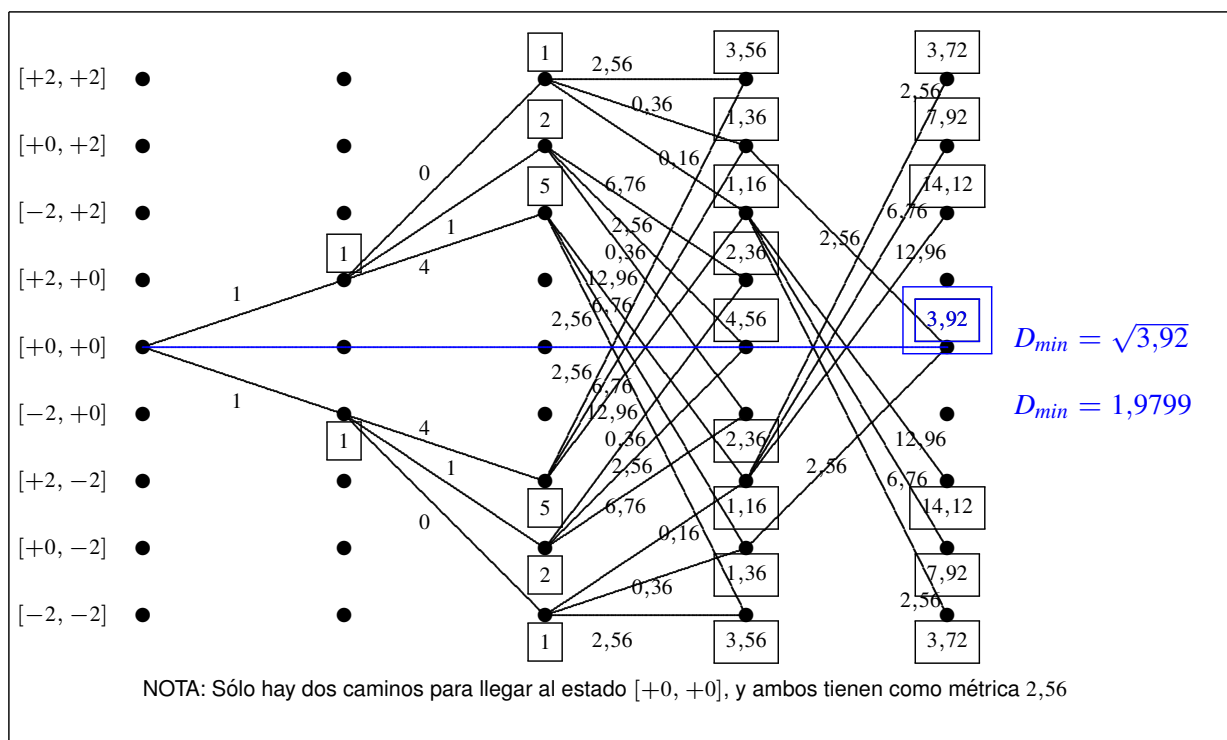 1 3,56 3,72
[+2, +2] 2,56 2,56
2 1,36 7,92
0,36
[+0, +2]
0 5 0,16 1,16 14,12
6,76
[−2, +2] 6,76
1 1 2,56 2,36 2,56
0,36 12,96
4
[+2, +0] 12,96
1 6,76 4,56 3,92
2,56
[+0, +0] D_min = √3,92
2,56
6,76
1 12,96 D_min = 1,9799
[−2, +0]
1 4 0,36 2,36 12,96
1 2,56 2,56
[+2, −2] 6,76
5 6,76 1,16 14,12
0 0,16
[+0, −2]
2 0,36 1,36 7,92
2,56
[−2, −2]
1 2,56 3,56 3,72
NOTA: Sólo hay dos caminos para llegar al estado [+0, +0], y ambos tienen como métrica 2,56